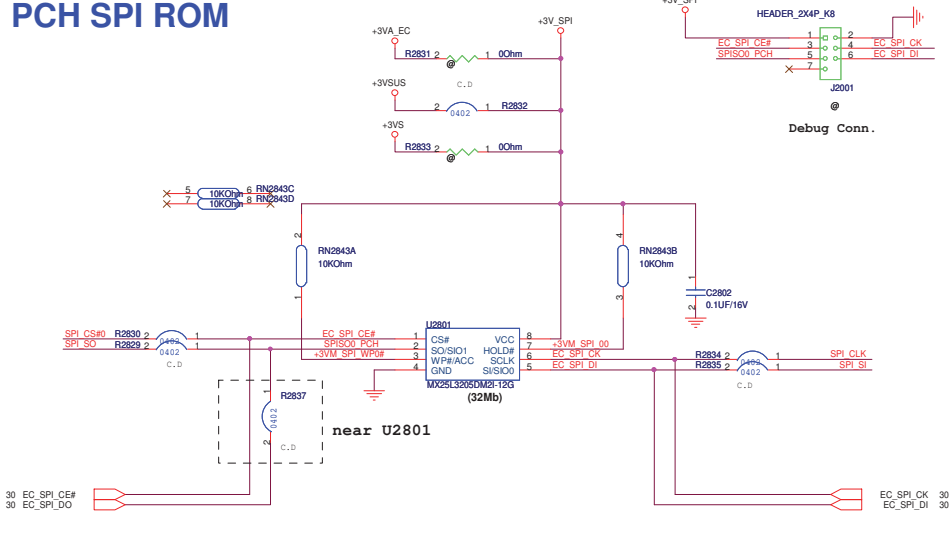 PCH SPI ROM
+3V_SPI
HEADER_2X4P_K8
1 2
EC_SPI_CE# 3 4 EC_SPI_CK
SPISO0_PCH 5 6 EC_SPI_DI
7
J2001
@
Debug Conn.
+3V_SPI
+3VA_EC
R2831 2 1 0Ohm
@
C.D
+3VSUS
2 1 R2832
0402
+3VS
R2833 2 1 0Ohm
@
5 10KOhm 6 RN2843C
7 10KOhm 8 RN2843D
2
RN2843A
10KOhm
1
4
RN2843B
10KOhm
3
1
C2802
0.1UF/16V
2
U2801
SPI_CS#0 R2830 2 0402 1 EC_SPI_CE# 1 CS# VCC 8
SPI_SO R2829 2 0402 1 SPISO0_PCH 2 SO/SIO1 HOLD# 7 +3VM_SPI_00
C.D
+3VM_SPI_WP0# 3 WP#/ACC SCLK 6 EC_SPI_CK R2834 2 0402 1 SPI_CLK
4 GND SI/SIO0 5 EC_SPI_DI R2835 2 0402 1 SPI_SI
C.D
MX25L3205DM2I-12G
(32Mb)
1
R2837
0402
2
C.D
near U2801
30 EC_SPI_CE#
30 EC_SPI_DO
EC_SPI_CK 30
EC_SPI_DI 30